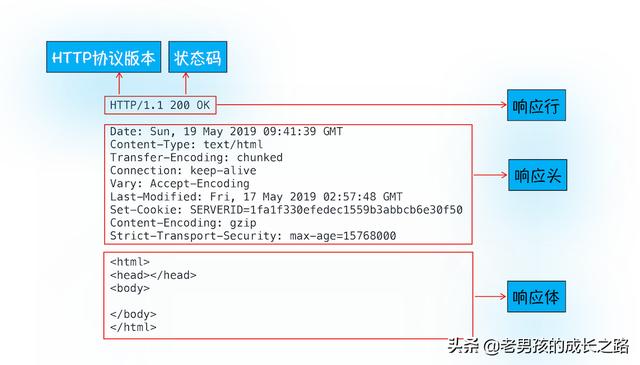 HTTP协议版本 状态码
HTTP/1.1 200 OK 响应行
Date: Sun, 19 May 2019 09:41:39 GMT
Content-Type: text/html
Transfer-Encoding: chunked
Connection: keep-alive 响应头
Vary: Accept-Encoding
Last-Modified: Fri, 17 May 2019 02:57:48 GMT
Set-Cookie: SERVERID=1fa1f330efedec1559b3abbcb6e30f50
Content-Encoding: gzip
Strict-Transport-Security: max-age=15768000
<html>
<head></head>
<body> 响应体
</body>
</html>
头条 @老男孩的成长之路